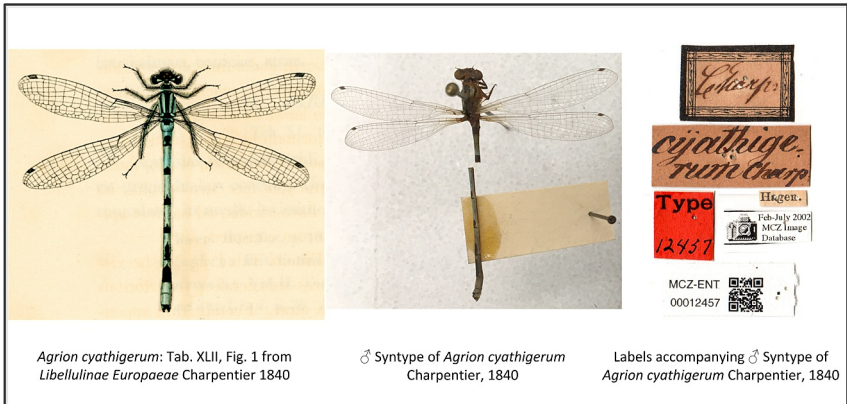 Charp.
cyathige-
rum Charp.
Type
12457
Hagen.
Feb-July 2002
MCZ Image
Database
MCZ-ENT
00012457
Agrion cyathigerum: Tab. XLII, Fig. 1 from
Libellulinae Europaeae Charpentier 1840
♂ Syntype of Agrion cyathigerum
Charpentier, 1840
Labels accompanying ♂ Syntype of
Agrion cyathigerum Charpentier, 1840